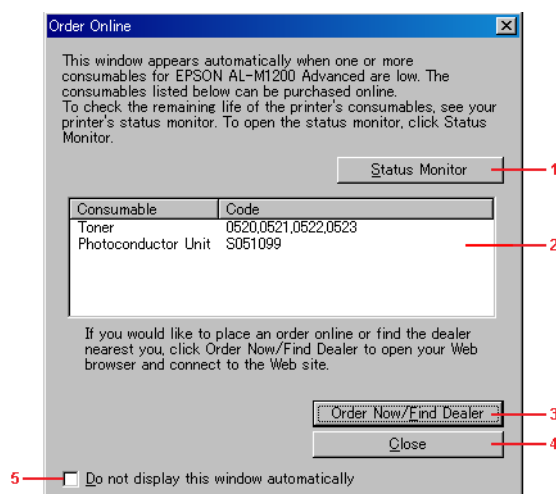 Order Online
This window appears automatically when one or more
consumables for EPSON AL-M1200 Advanced are low. The
consumables listed below can be purchased online.
To check the remaining life of the printer's consumables, see your
printer's status monitor. To open the status monitor, click Status
Monitor.
Status Monitor
1
Consumable Code
Toner 0520,0521,0522,0523
Photoconductor Unit S051099
2
If you would like to place an order online or find the dealer
nearest you, click Order Now/Find Dealer to open your Web
browser and connect to the Web site.
Order Now/Find Dealer
3
Close
4
5
Do not display this window automatically